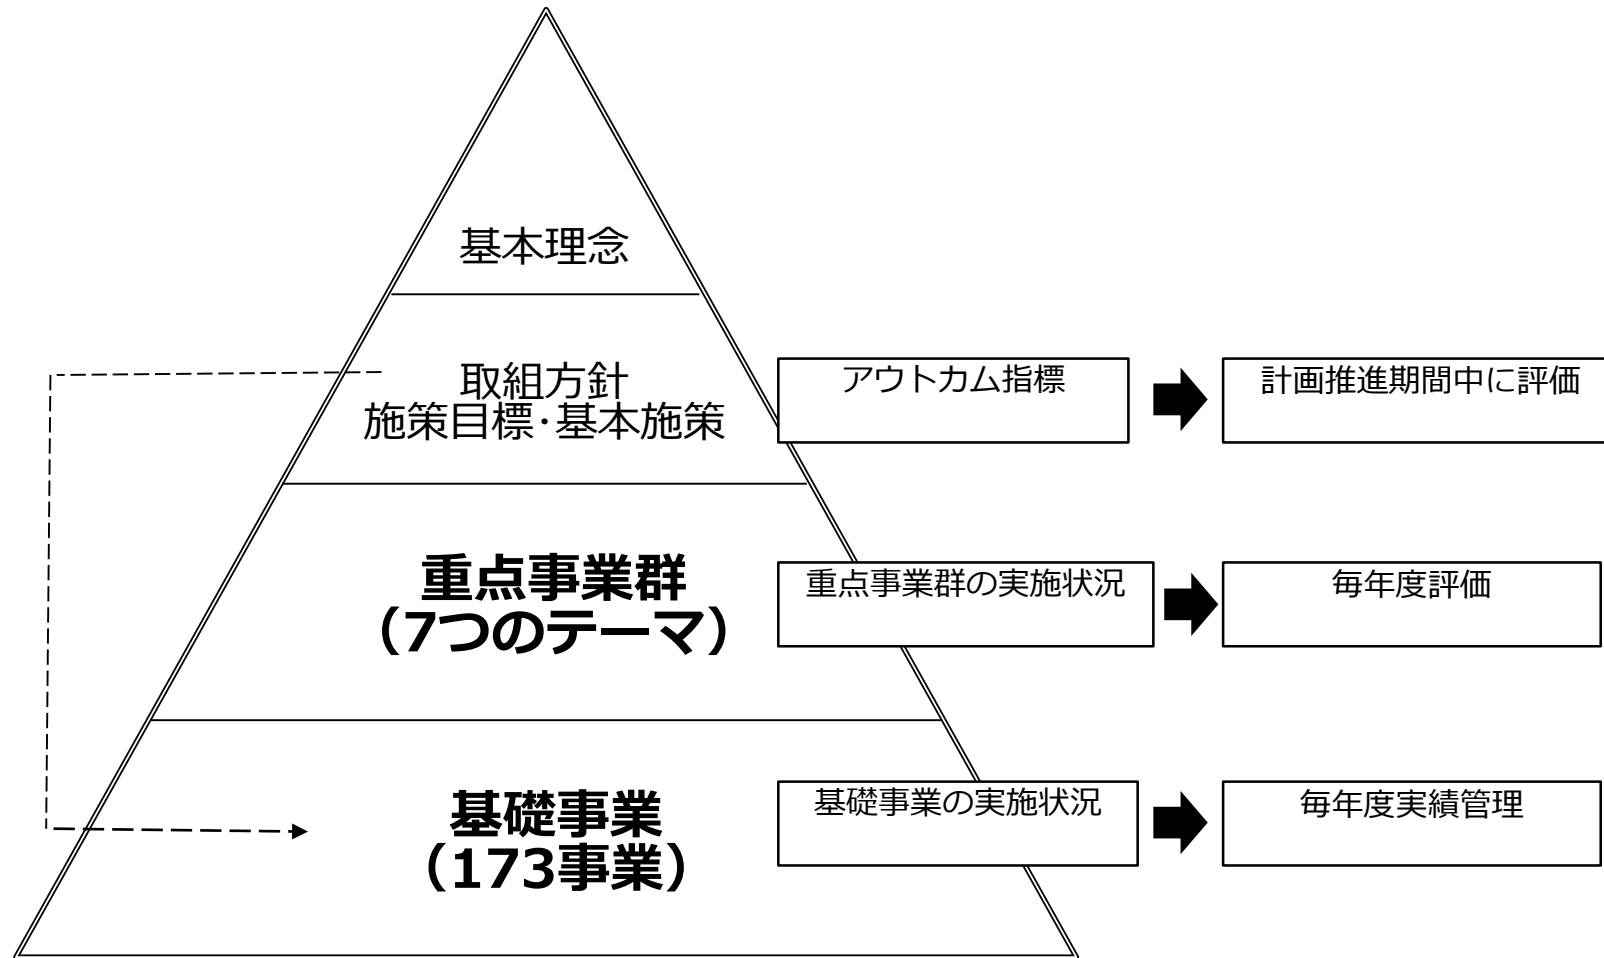 基本理念
取組方針
施策目標･基本施策
アウトカム指標
計画推進期間中に評価
重点事業群
（7つのテーマ）
重点事業群の実施状況
毎年度評価
基礎事業
（173事業）
基礎事業の実施状況
毎年度実績管理